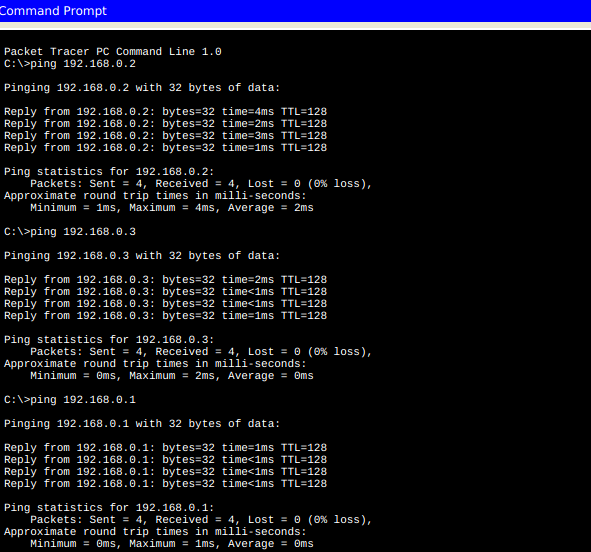 Command Prompt
Packet Tracer PC Command Line 1.0
C:\>ping 192.168.0.2
Pinging 192.168.0.2 with 32 bytes of data:
Reply from 192.168.0.2: bytes=32 time=4ms TTL=128
Reply from 192.168.0.2: bytes=32 time=2ms TTL=128
Reply from 192.168.0.2: bytes=32 time=3ms TTL=128
Reply from 192.168.0.2: bytes=32 time=1ms TTL=128
Ping statistics for 192.168.0.2:
    Packets: Sent = 4, Received = 4, Lost = 0 (0% loss),
Approximate round trip times in milli-seconds:
    Minimum = 1ms, Maximum = 4ms, Average = 2ms
C:\>ping 192.168.0.3
Pinging 192.168.0.3 with 32 bytes of data:
Reply from 192.168.0.3: bytes=32 time=2ms TTL=128
Reply from 192.168.0.3: bytes=32 time<1ms TTL=128
Reply from 192.168.0.3: bytes=32 time<1ms TTL=128
Reply from 192.168.0.3: bytes=32 time=1ms TTL=128
Ping statistics for 192.168.0.3:
    Packets: Sent = 4, Received = 4, Lost = 0 (0% loss),
Approximate round trip times in milli-seconds:
    Minimum = 0ms, Maximum = 2ms, Average = 0ms
C:\>ping 192.168.0.1
Pinging 192.168.0.1 with 32 bytes of data:
Reply from 192.168.0.1: bytes=32 time=1ms TTL=128
Reply from 192.168.0.1: bytes=32 time<1ms TTL=128
Reply from 192.168.0.1: bytes=32 time<1ms TTL=128
Reply from 192.168.0.1: bytes=32 time<1ms TTL=128
Ping statistics for 192.168.0.1:
    Packets: Sent = 4, Received = 4, Lost = 0 (0% loss),
Approximate round trip times in milli-seconds:
    Minimum = 0ms, Maximum = 1ms, Average = 0ms